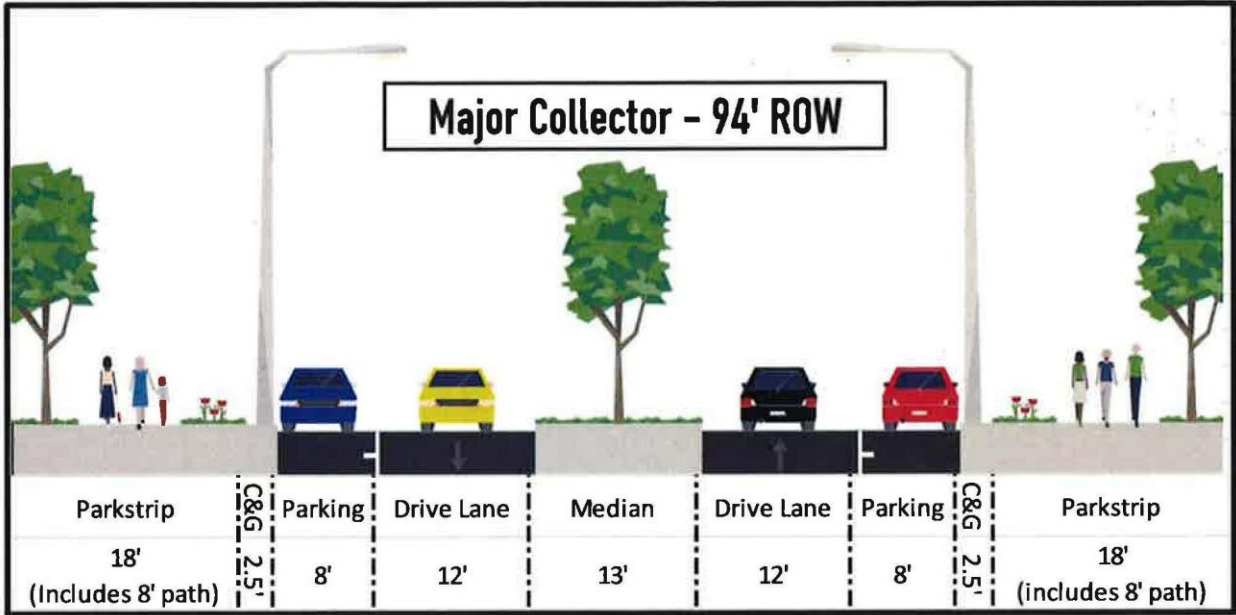 Major Collector - 94' ROW
Parkstrip
C&G
Parking
Drive Lane
Median
Drive Lane
Parking
C&G
Parkstrip
18'
(Includes 8' path)
2.5'
8'
12'
13'
12'
8'
2.5'
18'
(includes 8' path)